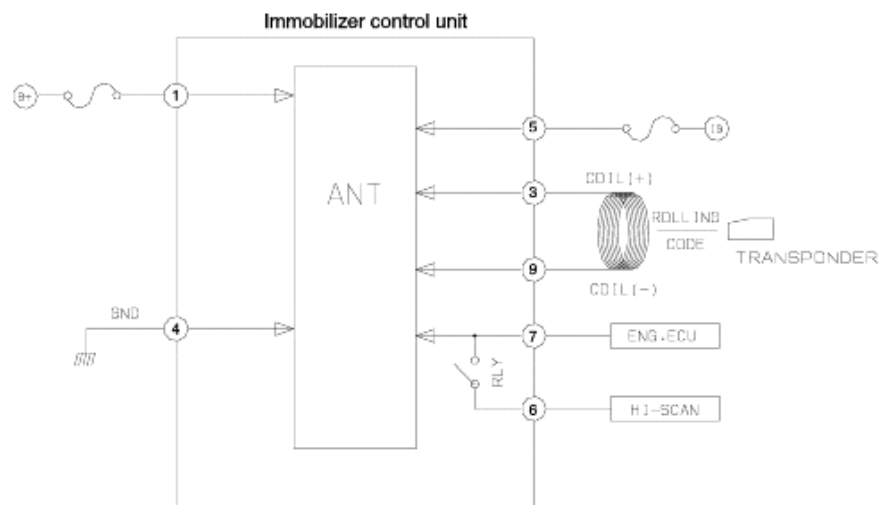 Immobilizer control unit
B+
1
5
IG
ANT
COIL(+)
3
ROLLING
CODE
TRANSPONDER
9
COIL(-)
GND
4
7
ENG.ECU
RLY
6
HI-SCAN